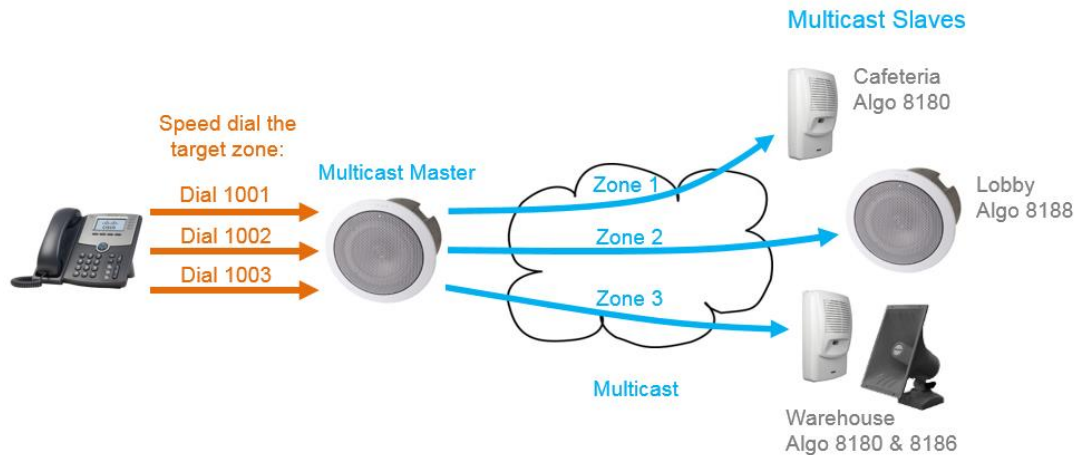 Multicast Slaves
Cafeteria
Algo 8180
Speed dial the
target zone:
Multicast Master
Dial 1001
Zone 1
Lobby
Algo 8188
Dial 1002
Zone 2
Dial 1003
Zone 3
Multicast
Warehouse
Algo 8180 & 8186